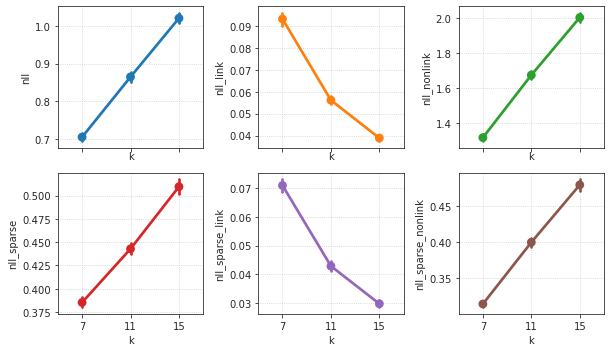 nll
1.0
0.9
0.8
0.7
k
nll_link
0.09
0.08
0.07
0.06
0.05
0.04
k
nll_nonlink
2.0
1.8
1.6
1.4
k
nll_sparse
0.500
0.475
0.450
0.425
0.400
0.375
7 11 15
k
nll_sparse_link
0.07
0.06
0.05
0.04
0.03
7 11 15
k
nll_sparse_nonlink
0.45
0.40
0.35
7 11 15
k